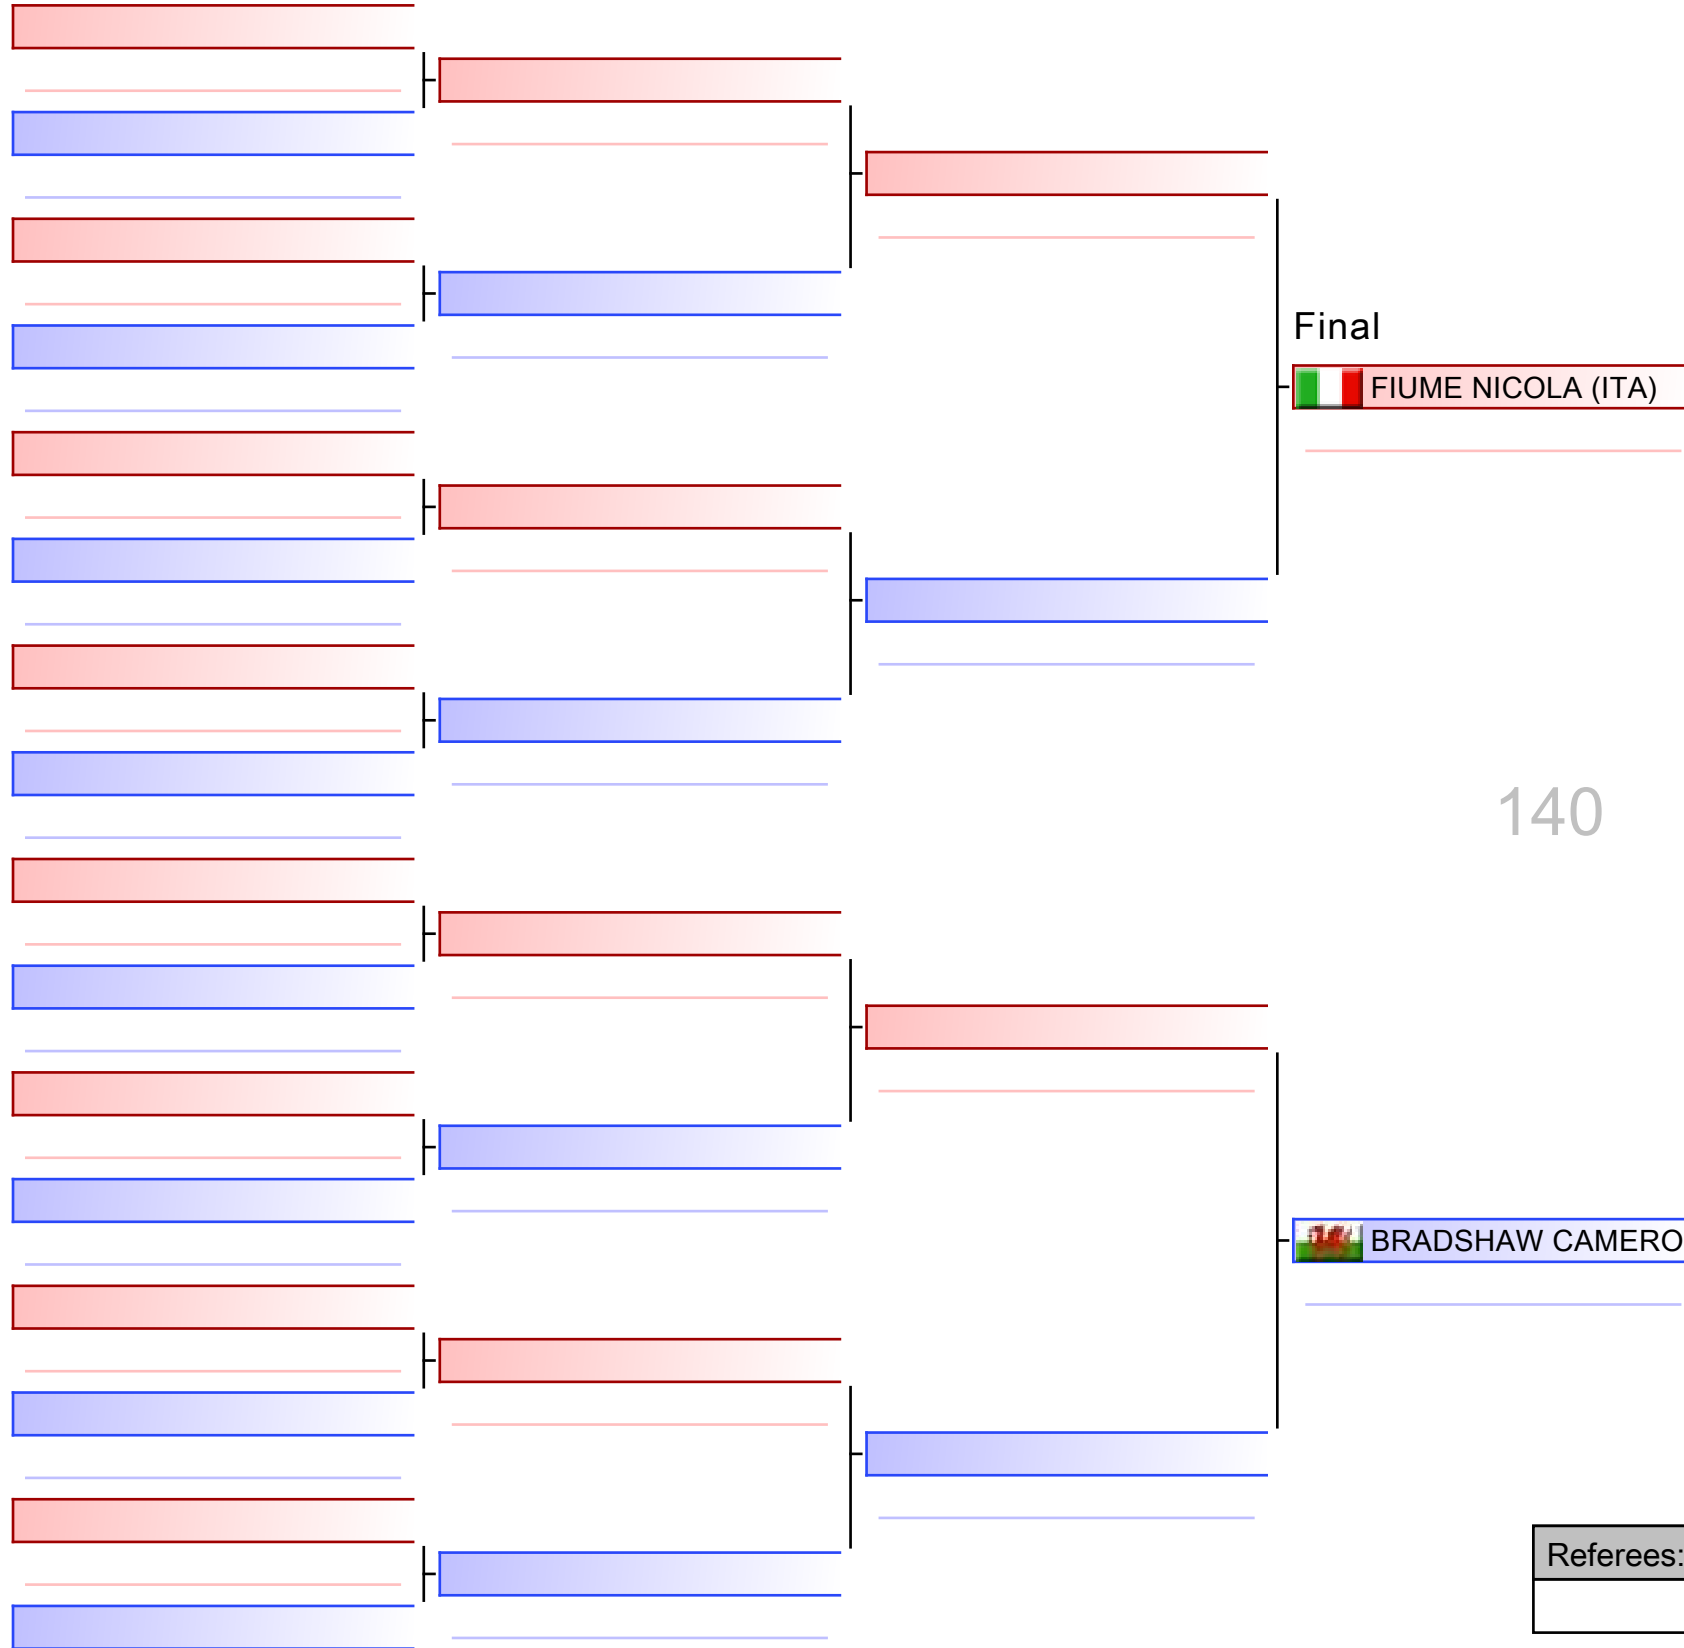 Final
FIUME NICOLA (ITA)
140
BRADSHAW CAMERO
Referees: